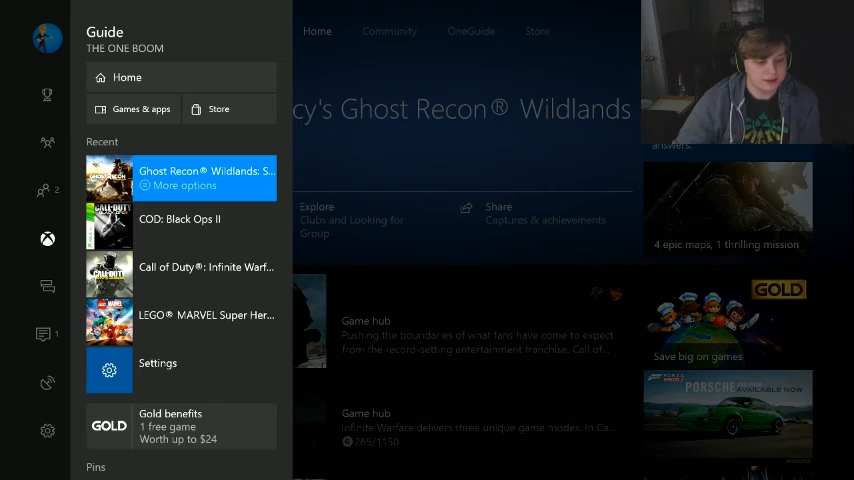 Guide
THE ONE BOOM
Home
Games & apps
Store
Recent
Ghost Recon® Wildlands: S...
More options
COD: Black Ops II
Call of Duty®: Infinite Warf...
LEGO® MARVEL Super Her...
Settings
GOLD
Gold benefits
1 free game
Worth up to $24
Pins
2
1
Home
Community
OneGuide
Store
cy's Ghost Recon® Wildlands
Explore
Clubs and Looking for
Group
Share
Captures & achievements
Game hub
Pushing the boundaries of what fans have come to expect
from the record-setting entertainment franchise, Call of...
Game hub
Infinite Warfare delivers three unique game modes. In Ca...
G 285/1150
answers.
4 epic maps, 1 thrilling mission
GOLD
Save big on games
PORSCHE AVAILABLE NOW